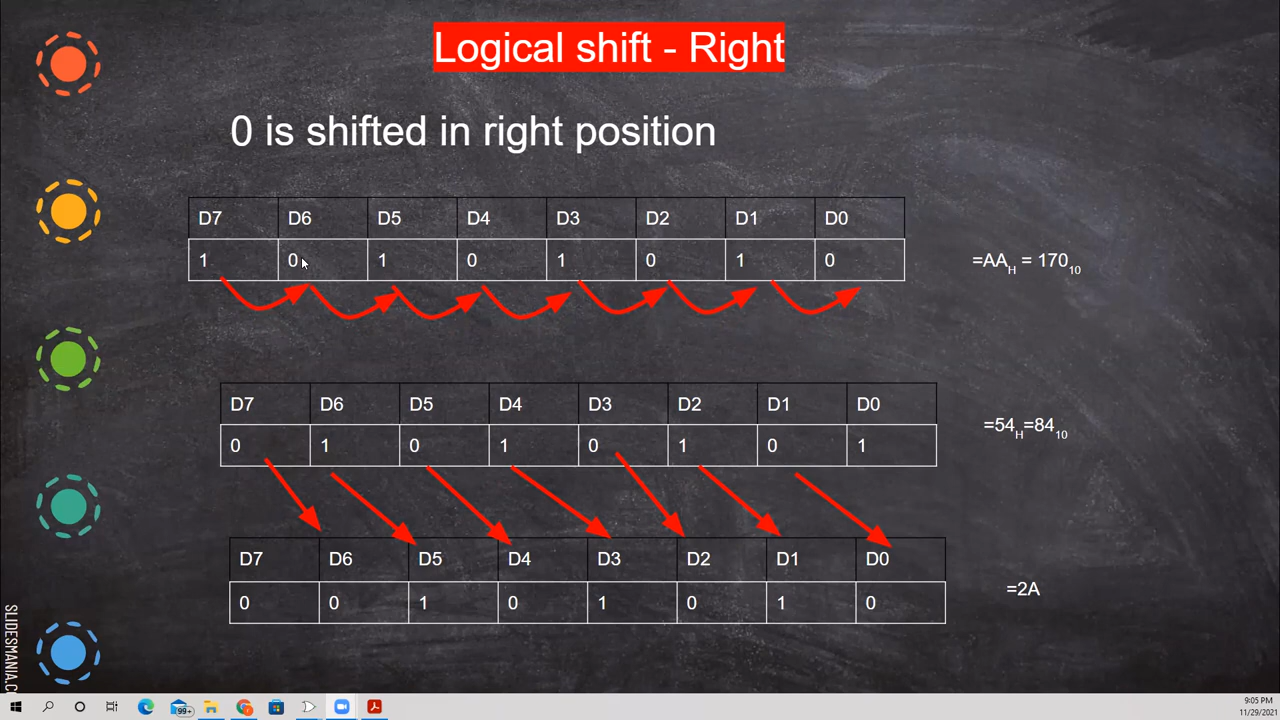 Logical shift - Right
0 is shifted in right position
D7 D6 D5 D4 D3 D2 D1 D0
1 0 1 0 1 0 1 0 =AAH = 17010
D7 D6 D5 D4 D3 D2 D1 D0
0 1 0 1 0 1 0 1 =54H=8410
D7 D6 D5 D4 D3 D2 D1 D0
0 0 1 0 1 0 1 0 =2A
SLIDESMANIA.C
99+
9:05 PM
11/29/2021